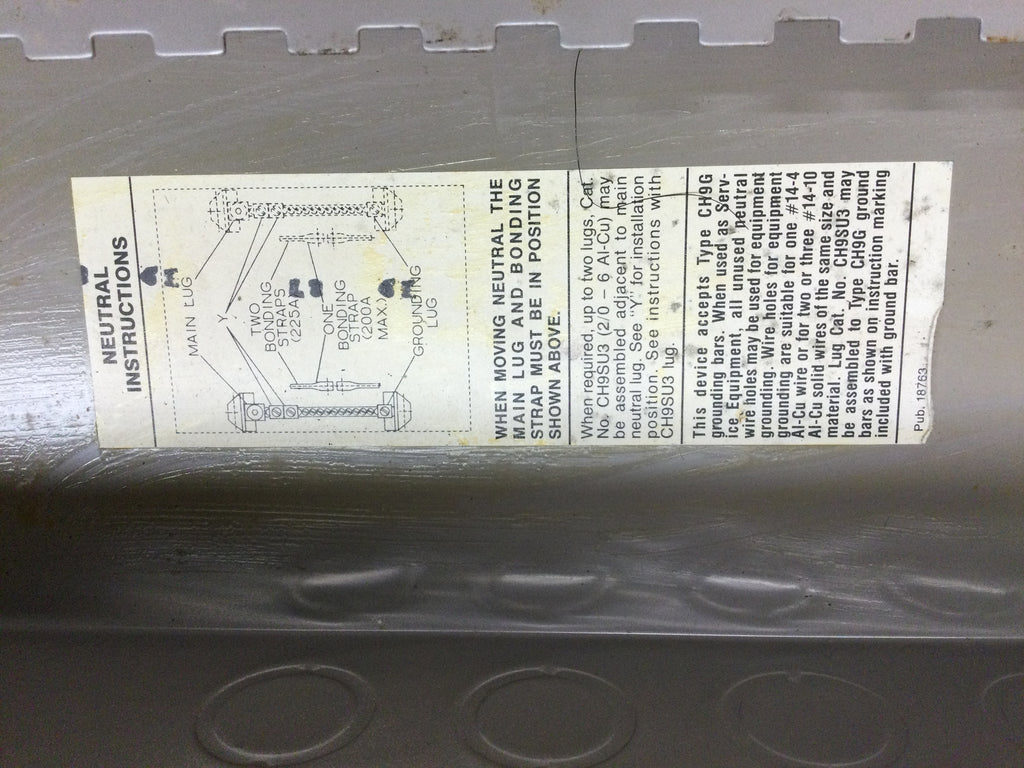 NEUTRAL
INSTRUCTIONS
MAIN LUG
Y
TWO
BONDING
STRAPS
(225A
ONE
BONDING
STRAP
(200A
MAX.)
GROUNDING
LUG
WHEN MOVING NEUTRAL THE
MAIN LUG AND BONDING
STRAP MUST BE IN POSITION
SHOWN ABOVE.
When required, up to two lugs, Cat.
No. CH9SU3 (2/0 - 6 Al-Cu) may
be assembled adjacent to main
neutral lug. See "Y" for installation
position. See instructions with
CH9SU3 lug
This device accepts Type CH9G
grounding bars. When used as Serv-
ice Equipment, all unused neutral
wire holes may be used for equipment
grounding. Wire holes for equipment
grounding are suitable for one #14-4
Al-Cu wire or for two or three #14-10
Al-Cu solid wires of the same size and
material. Lug Cat. No. CH9SU3 may
be assembled to Type CH9G ground
bars as shown on instruction marking
included with ground bar.
Pub. 18763